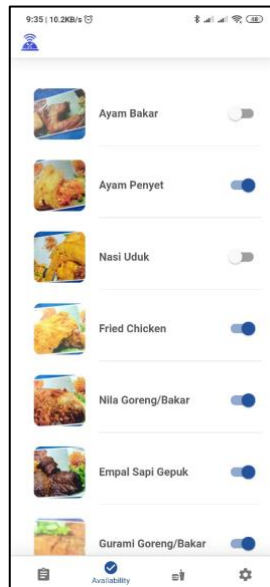 9:35 | 10.2KB/s
48
Ayam Bakar
Ayam Penyet
Nasi Uduk
Fried Chicken
Nila Goreng/Bakar
Empal Sapi Gepuk
Gurami Goreng/Bakar
Availability